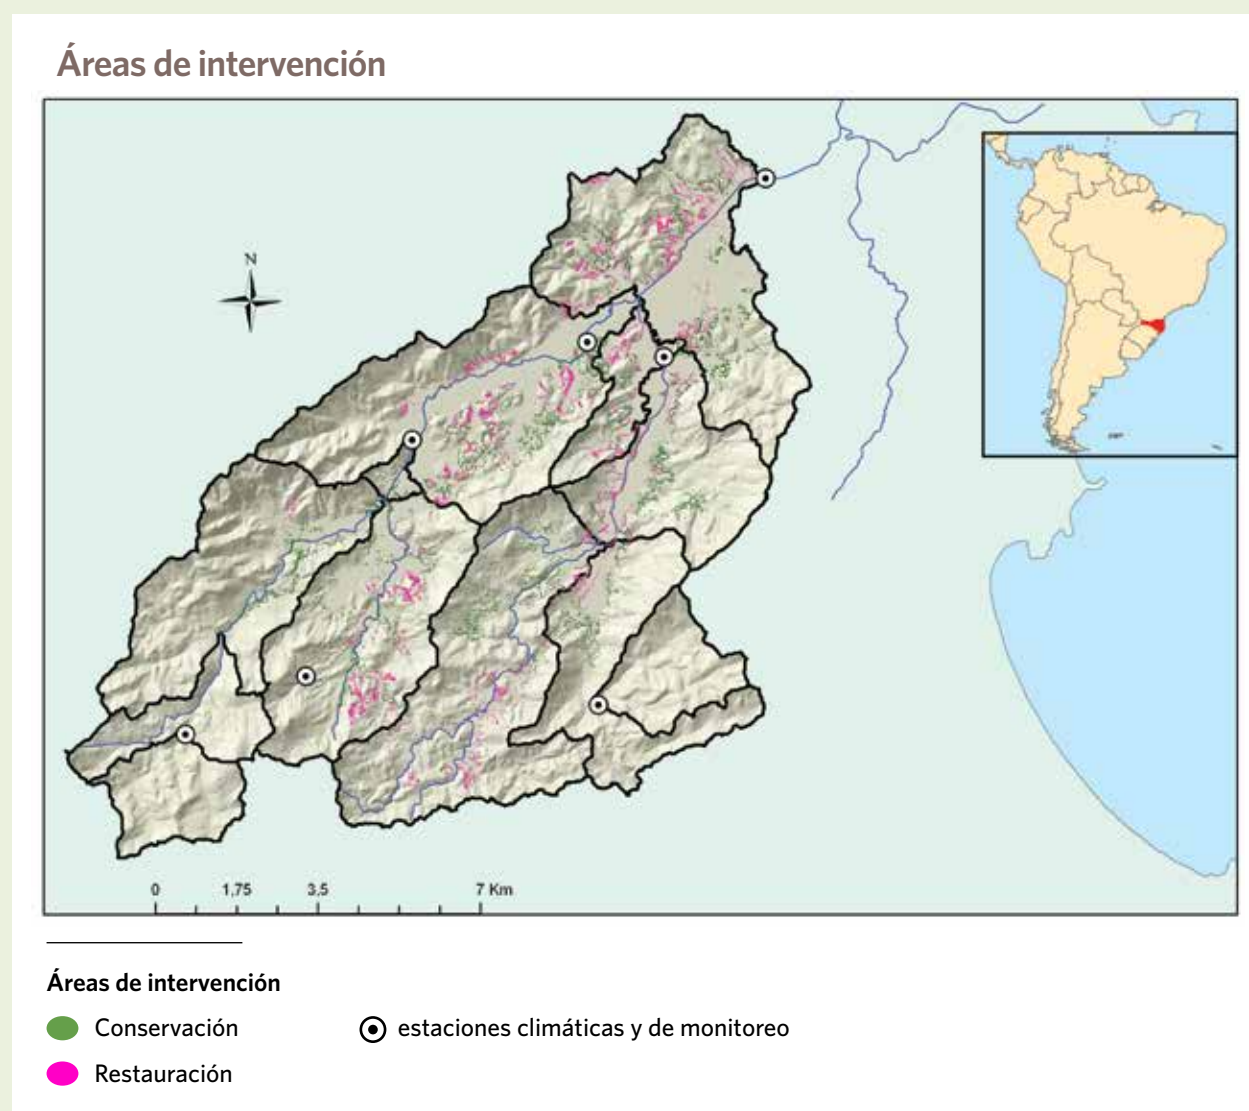 Áreas de intervención
N
0 1,75 3,5 7 Km
Áreas de intervención
Conservación
estaciones climáticas y de monitoreo
Restauración